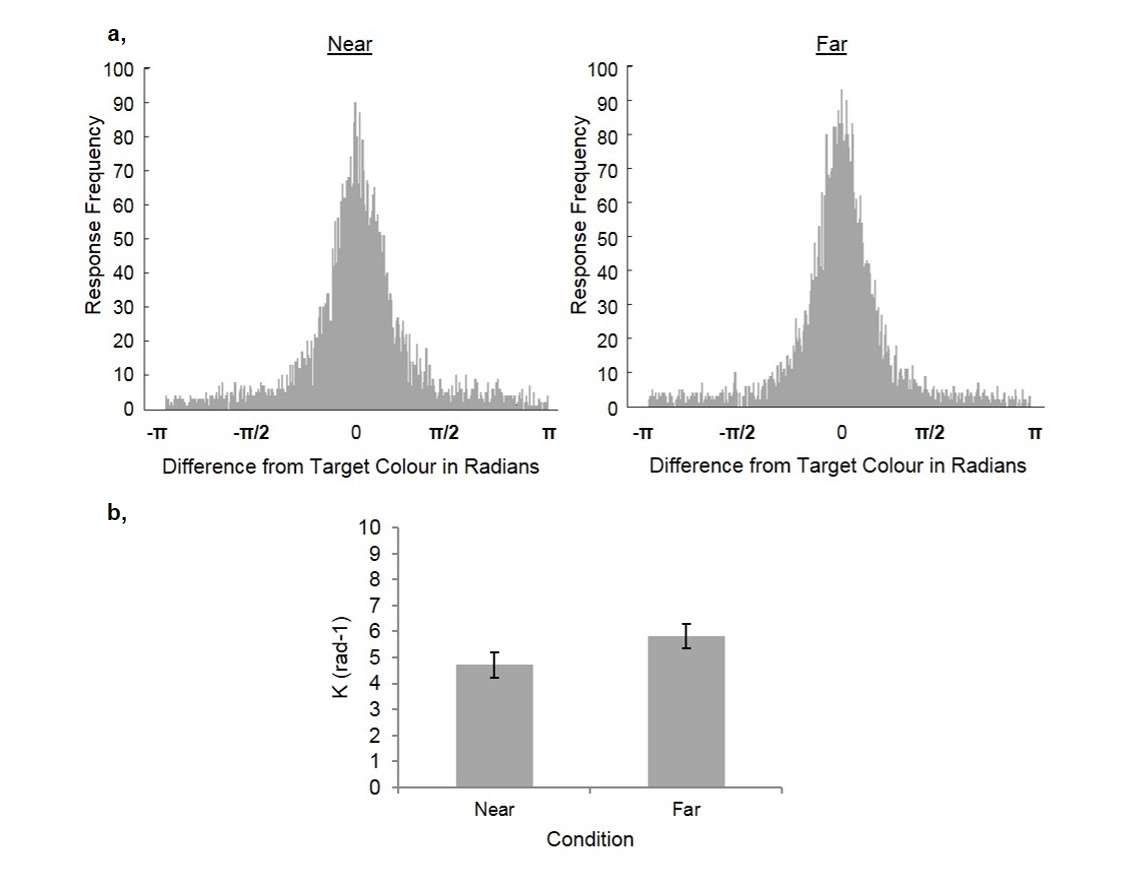 a,
Near
Far
100
90
80
70
60
50
40
30
20
10
0
Response Frequency
-π -π/2 0 π/2 π
Difference from Target Colour in Radians
100
90
80
70
60
50
40
30
20
10
0
Response Frequency
-π -π/2 0 π/2 π
Difference from Target Colour in Radians
b,
10
9
8
7
6
5
4
3
2
1
0
K (rad-1)
Near Far
Condition